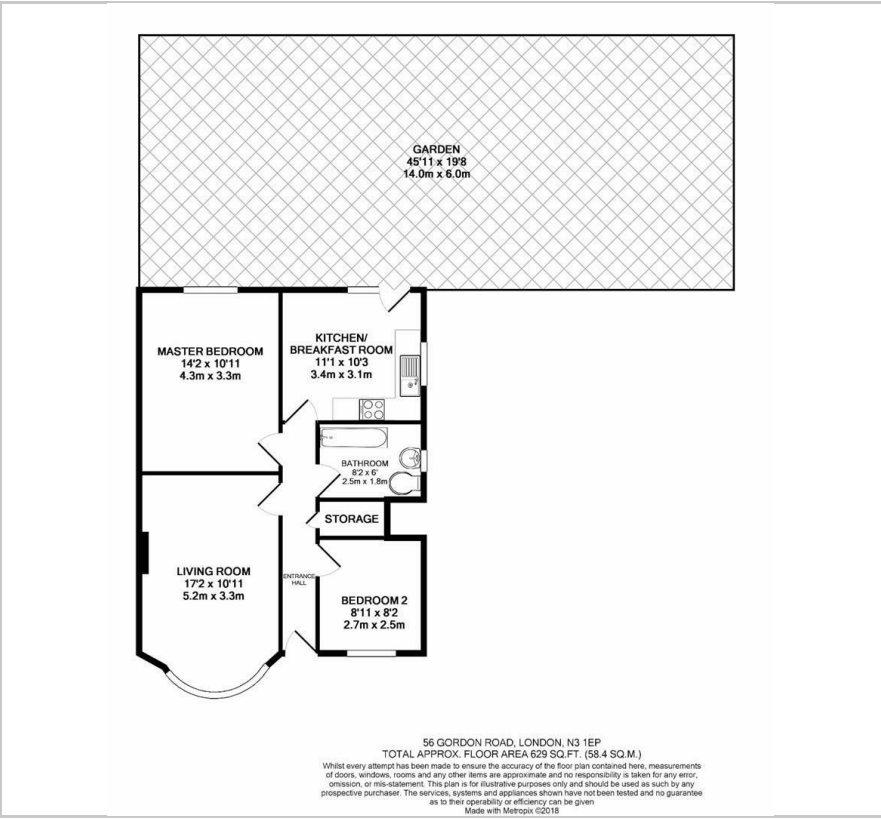 GARDEN
45'11 x 19'8
14.0m x 6.0m
MASTER BEDROOM
14'2 x 10'11
4.3m x 3.3m
KITCHEN/
BREAKFAST ROOM
11'1 x 10'3
3.4m x 3.1m
BATHROOM
8'2 x 6'
2.5m x 1.8m
STORAGE
LIVING ROOM
17'2 x 10'11
5.2m x 3.3m
ENTRANCE
HALL
BEDROOM 2
8'11 x 8'2
2.7m x 2.5m
56 GORDON ROAD, LONDON, N3 1EP
TOTAL APPROX. FLOOR AREA 629 SQ.FT. (58.4 SQ.M.)
Whilst every attempt has been made to ensure the accuracy of the floor plan contained here, measurements
of doors, windows, rooms and any other items are approximate and no responsibility is taken for any error,
omission, or mis-statement. This plan is for illustrative purposes only and should be used as such by any
prospective purchaser. The services, systems and appliances shown have not been tested and no guarantee
as to their operability or efficiency can be given
Made with Metropix ©2018